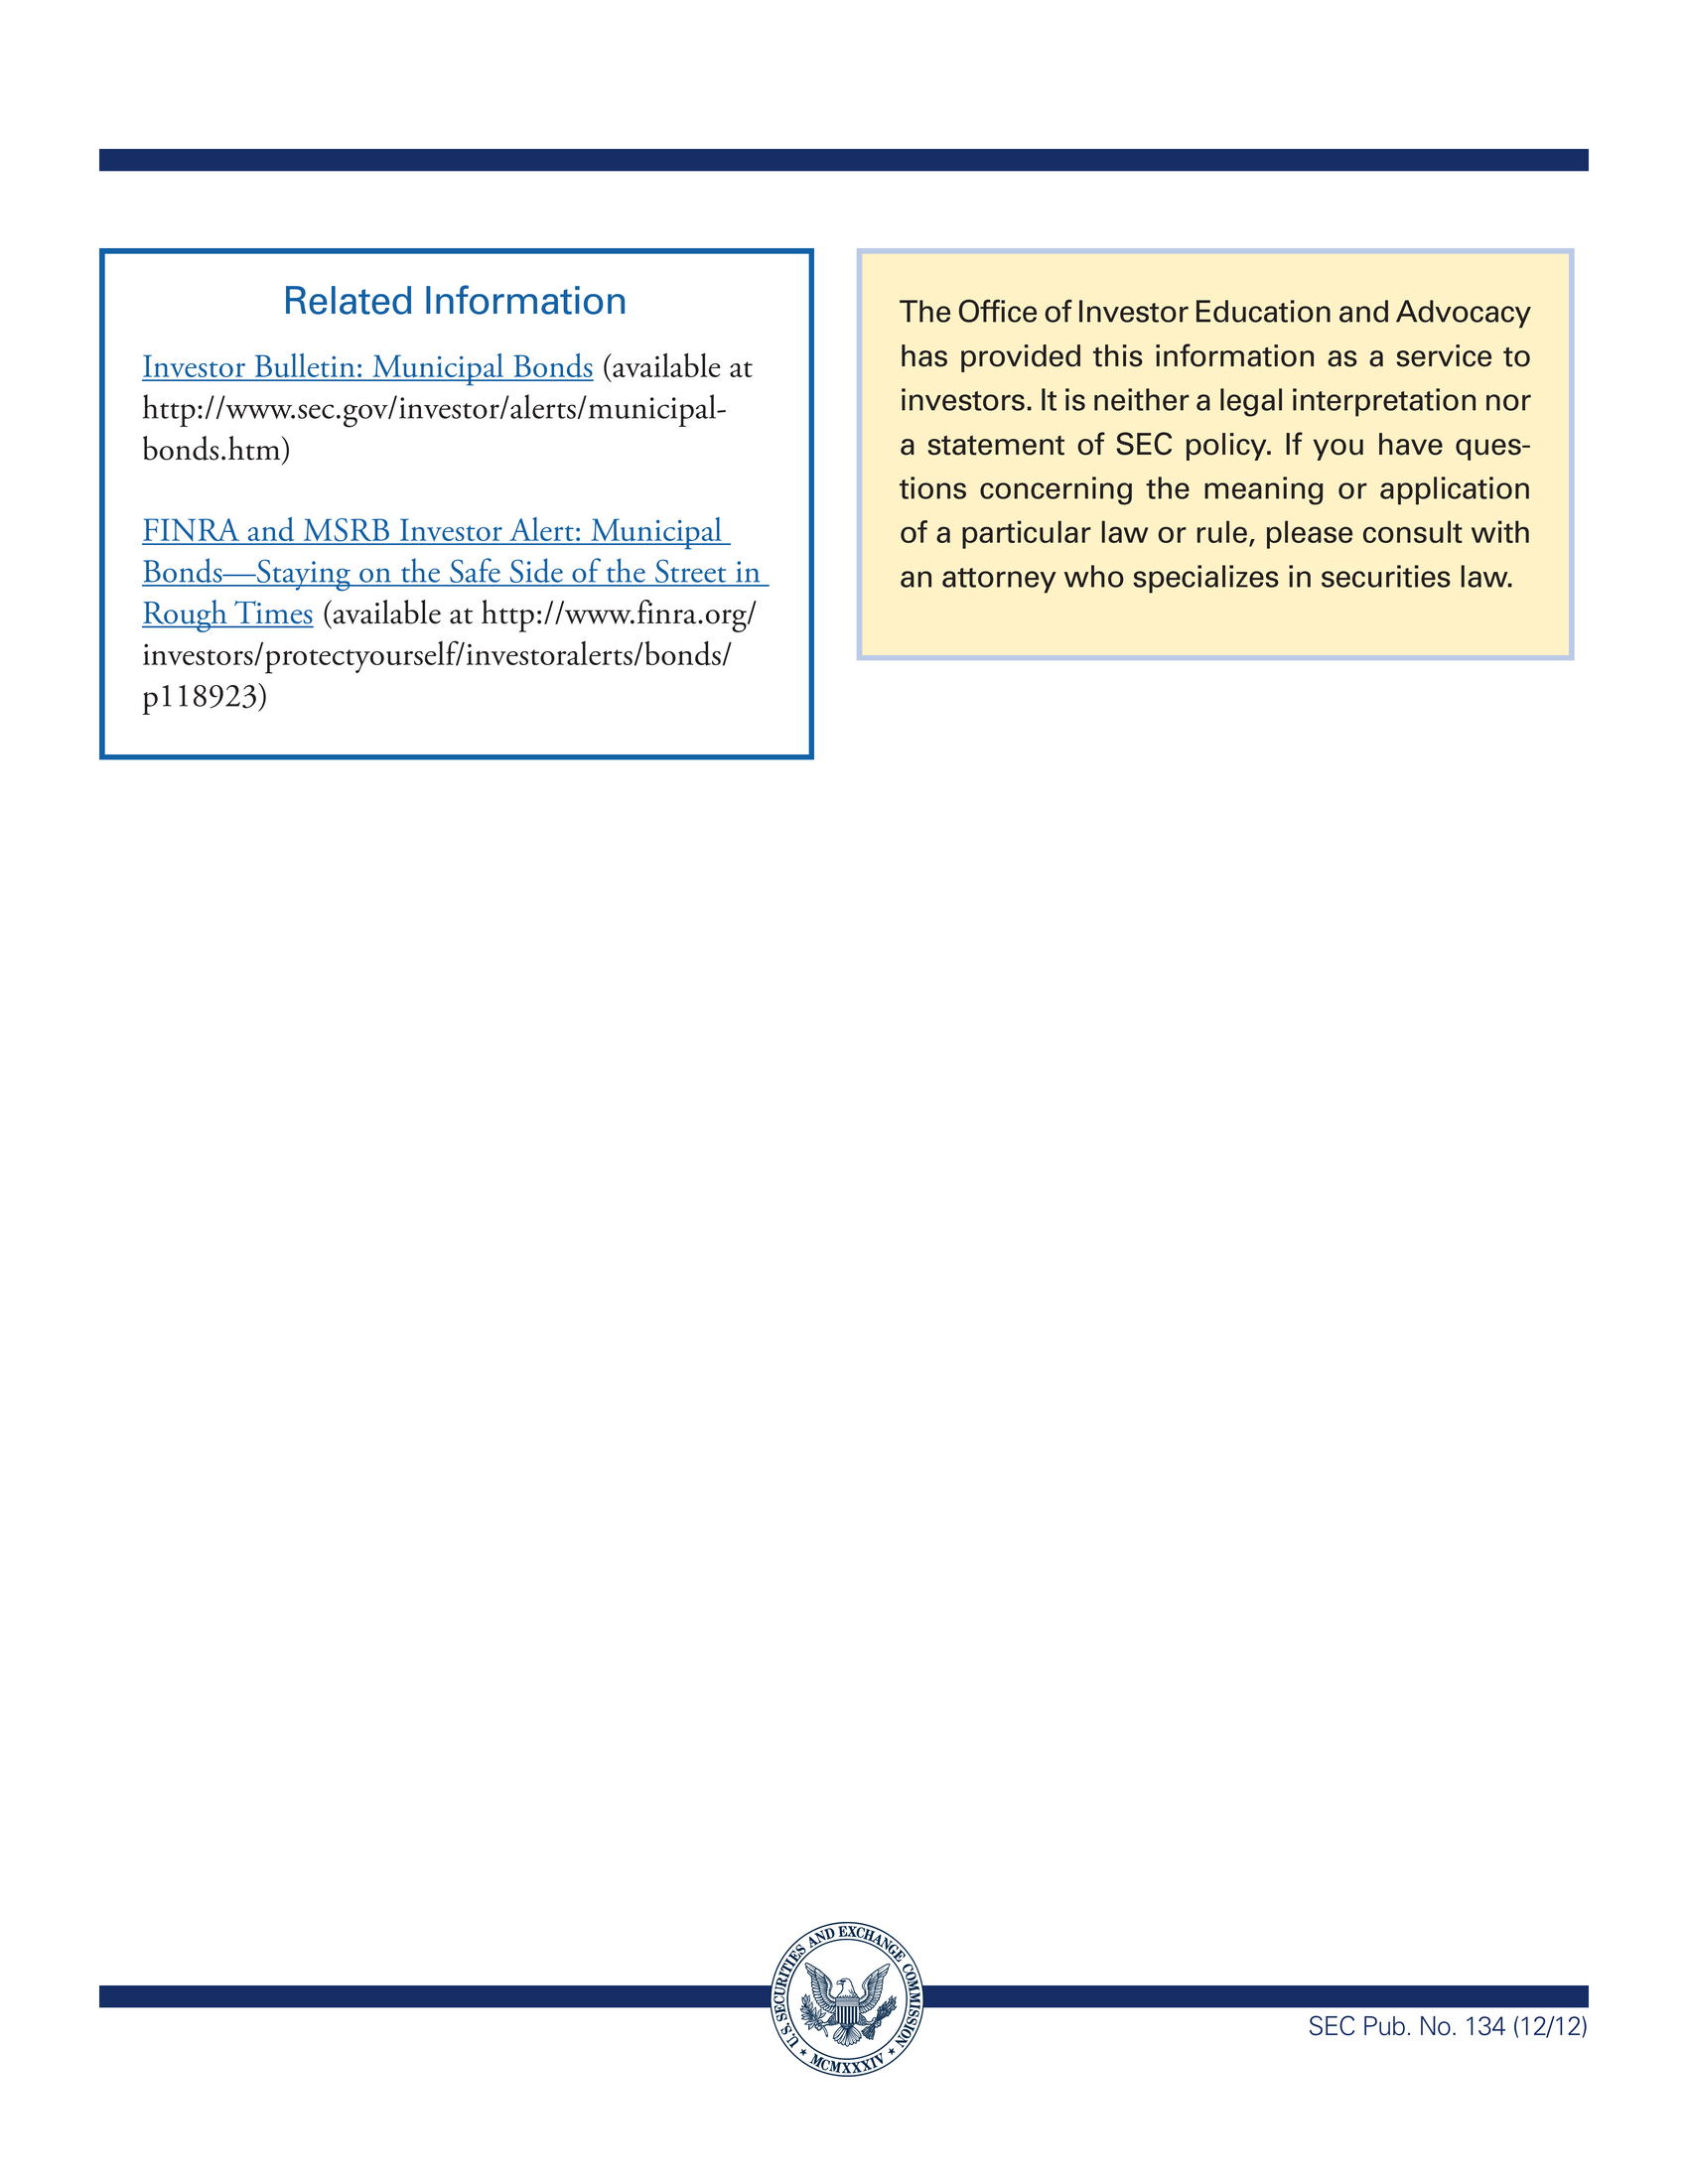 Related Information
Investor Bulletin: Municipal Bonds (available at
http://www.sec.gov/investor/alerts/municipal-
bonds.htm)
FINRA and MSRB Investor Alert: Municipal
Bonds—Staying on the Safe Side of the Street in
Rough Times (available at http://www.finra.org/
investors/protectyourself/investoralerts/bonds/
p118923)
The Office of Investor Education and Advocacy
has provided this information as a service to
investors. It is neither a legal interpretation nor
a statement of SEC policy. If you have ques-
tions concerning the meaning or application
of a particular law or rule, please consult with
an attorney who specializes in securities law.
U.S. SECURITIES AND EXCHANGE COMMISSION
MCMXXXIV
SEC Pub. No. 134 (12/12)